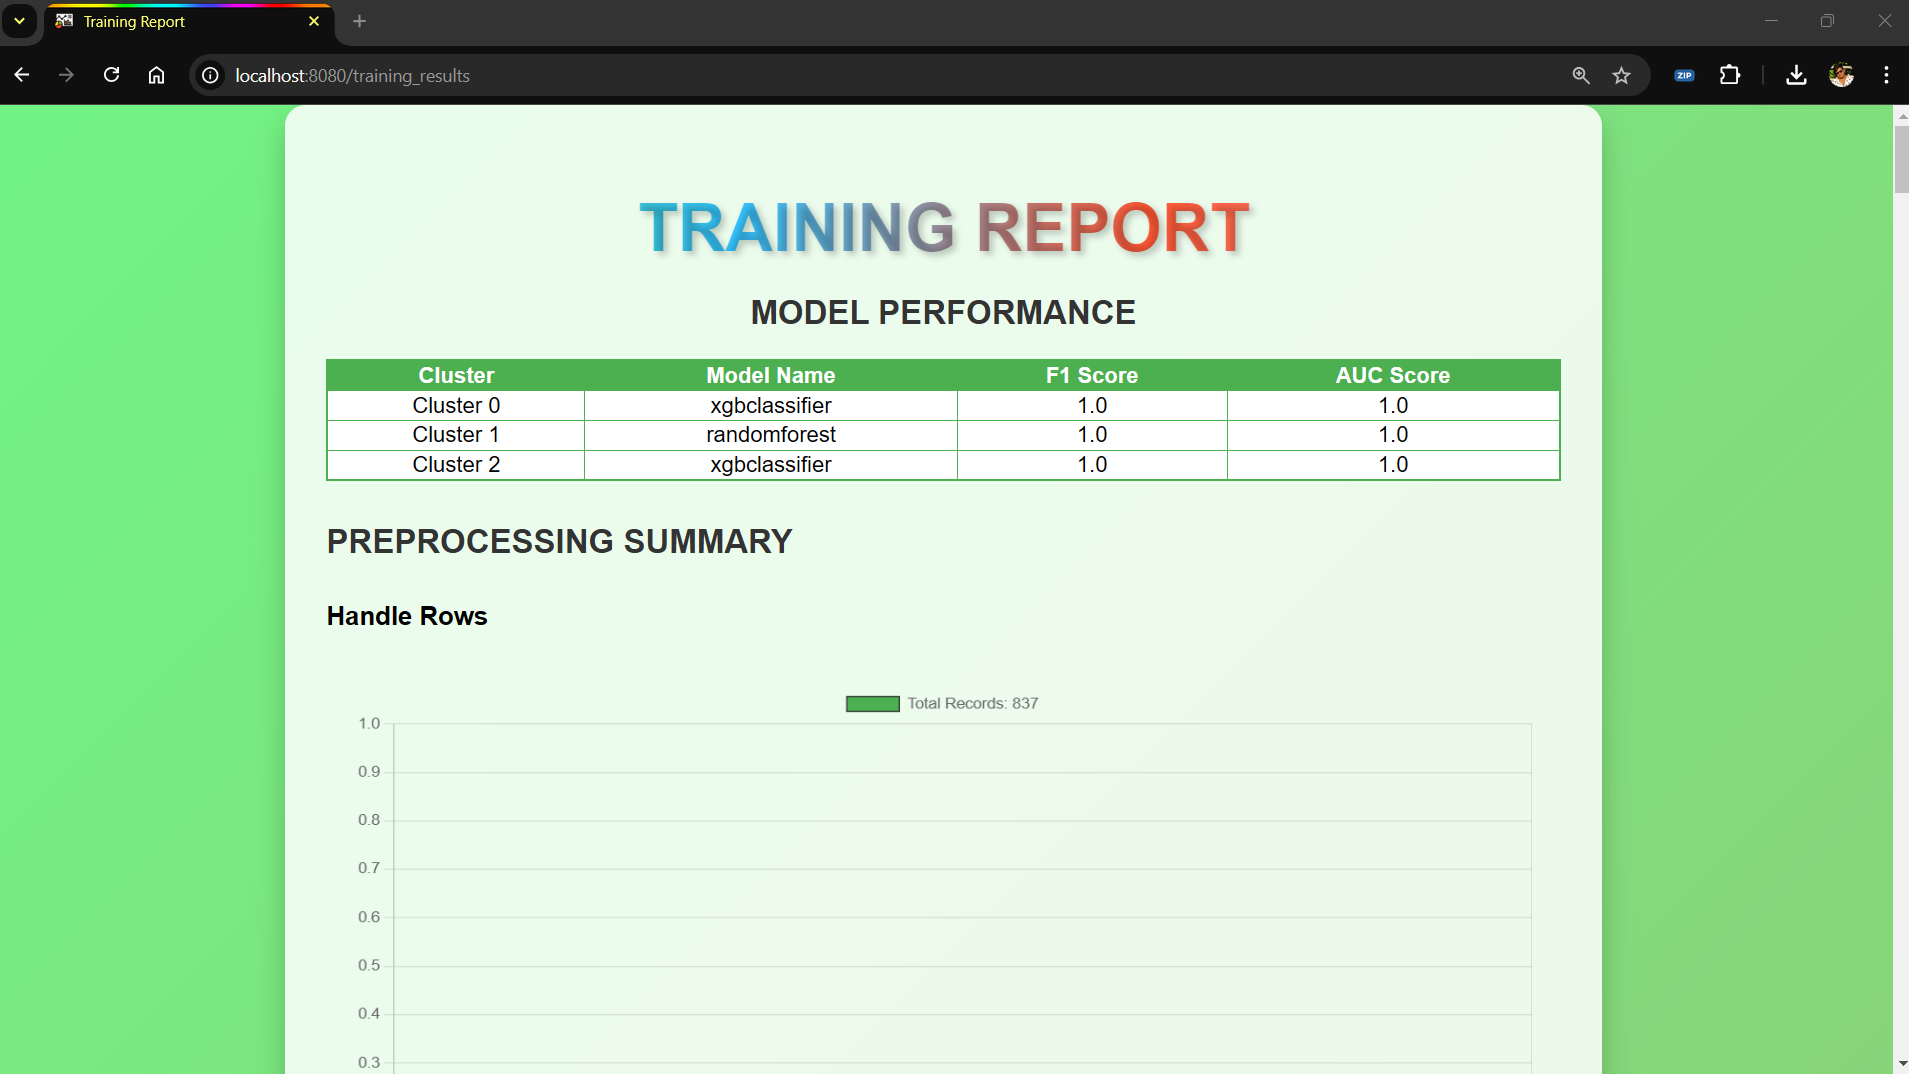 Training Report
localhost:8080/training_results
ZIP
TRAINING REPORT
MODEL PERFORMANCE
Cluster Model Name F1 Score AUC Score
Cluster 0 xgbclassifier 1.0 1.0
Cluster 1 randomforest 1.0 1.0
Cluster 2 xgbclassifier 1.0 1.0
PREPROCESSING SUMMARY
Handle Rows
Total Records: 837
1.0
0.9
0.8
0.7
0.6
0.5
0.4
0.3